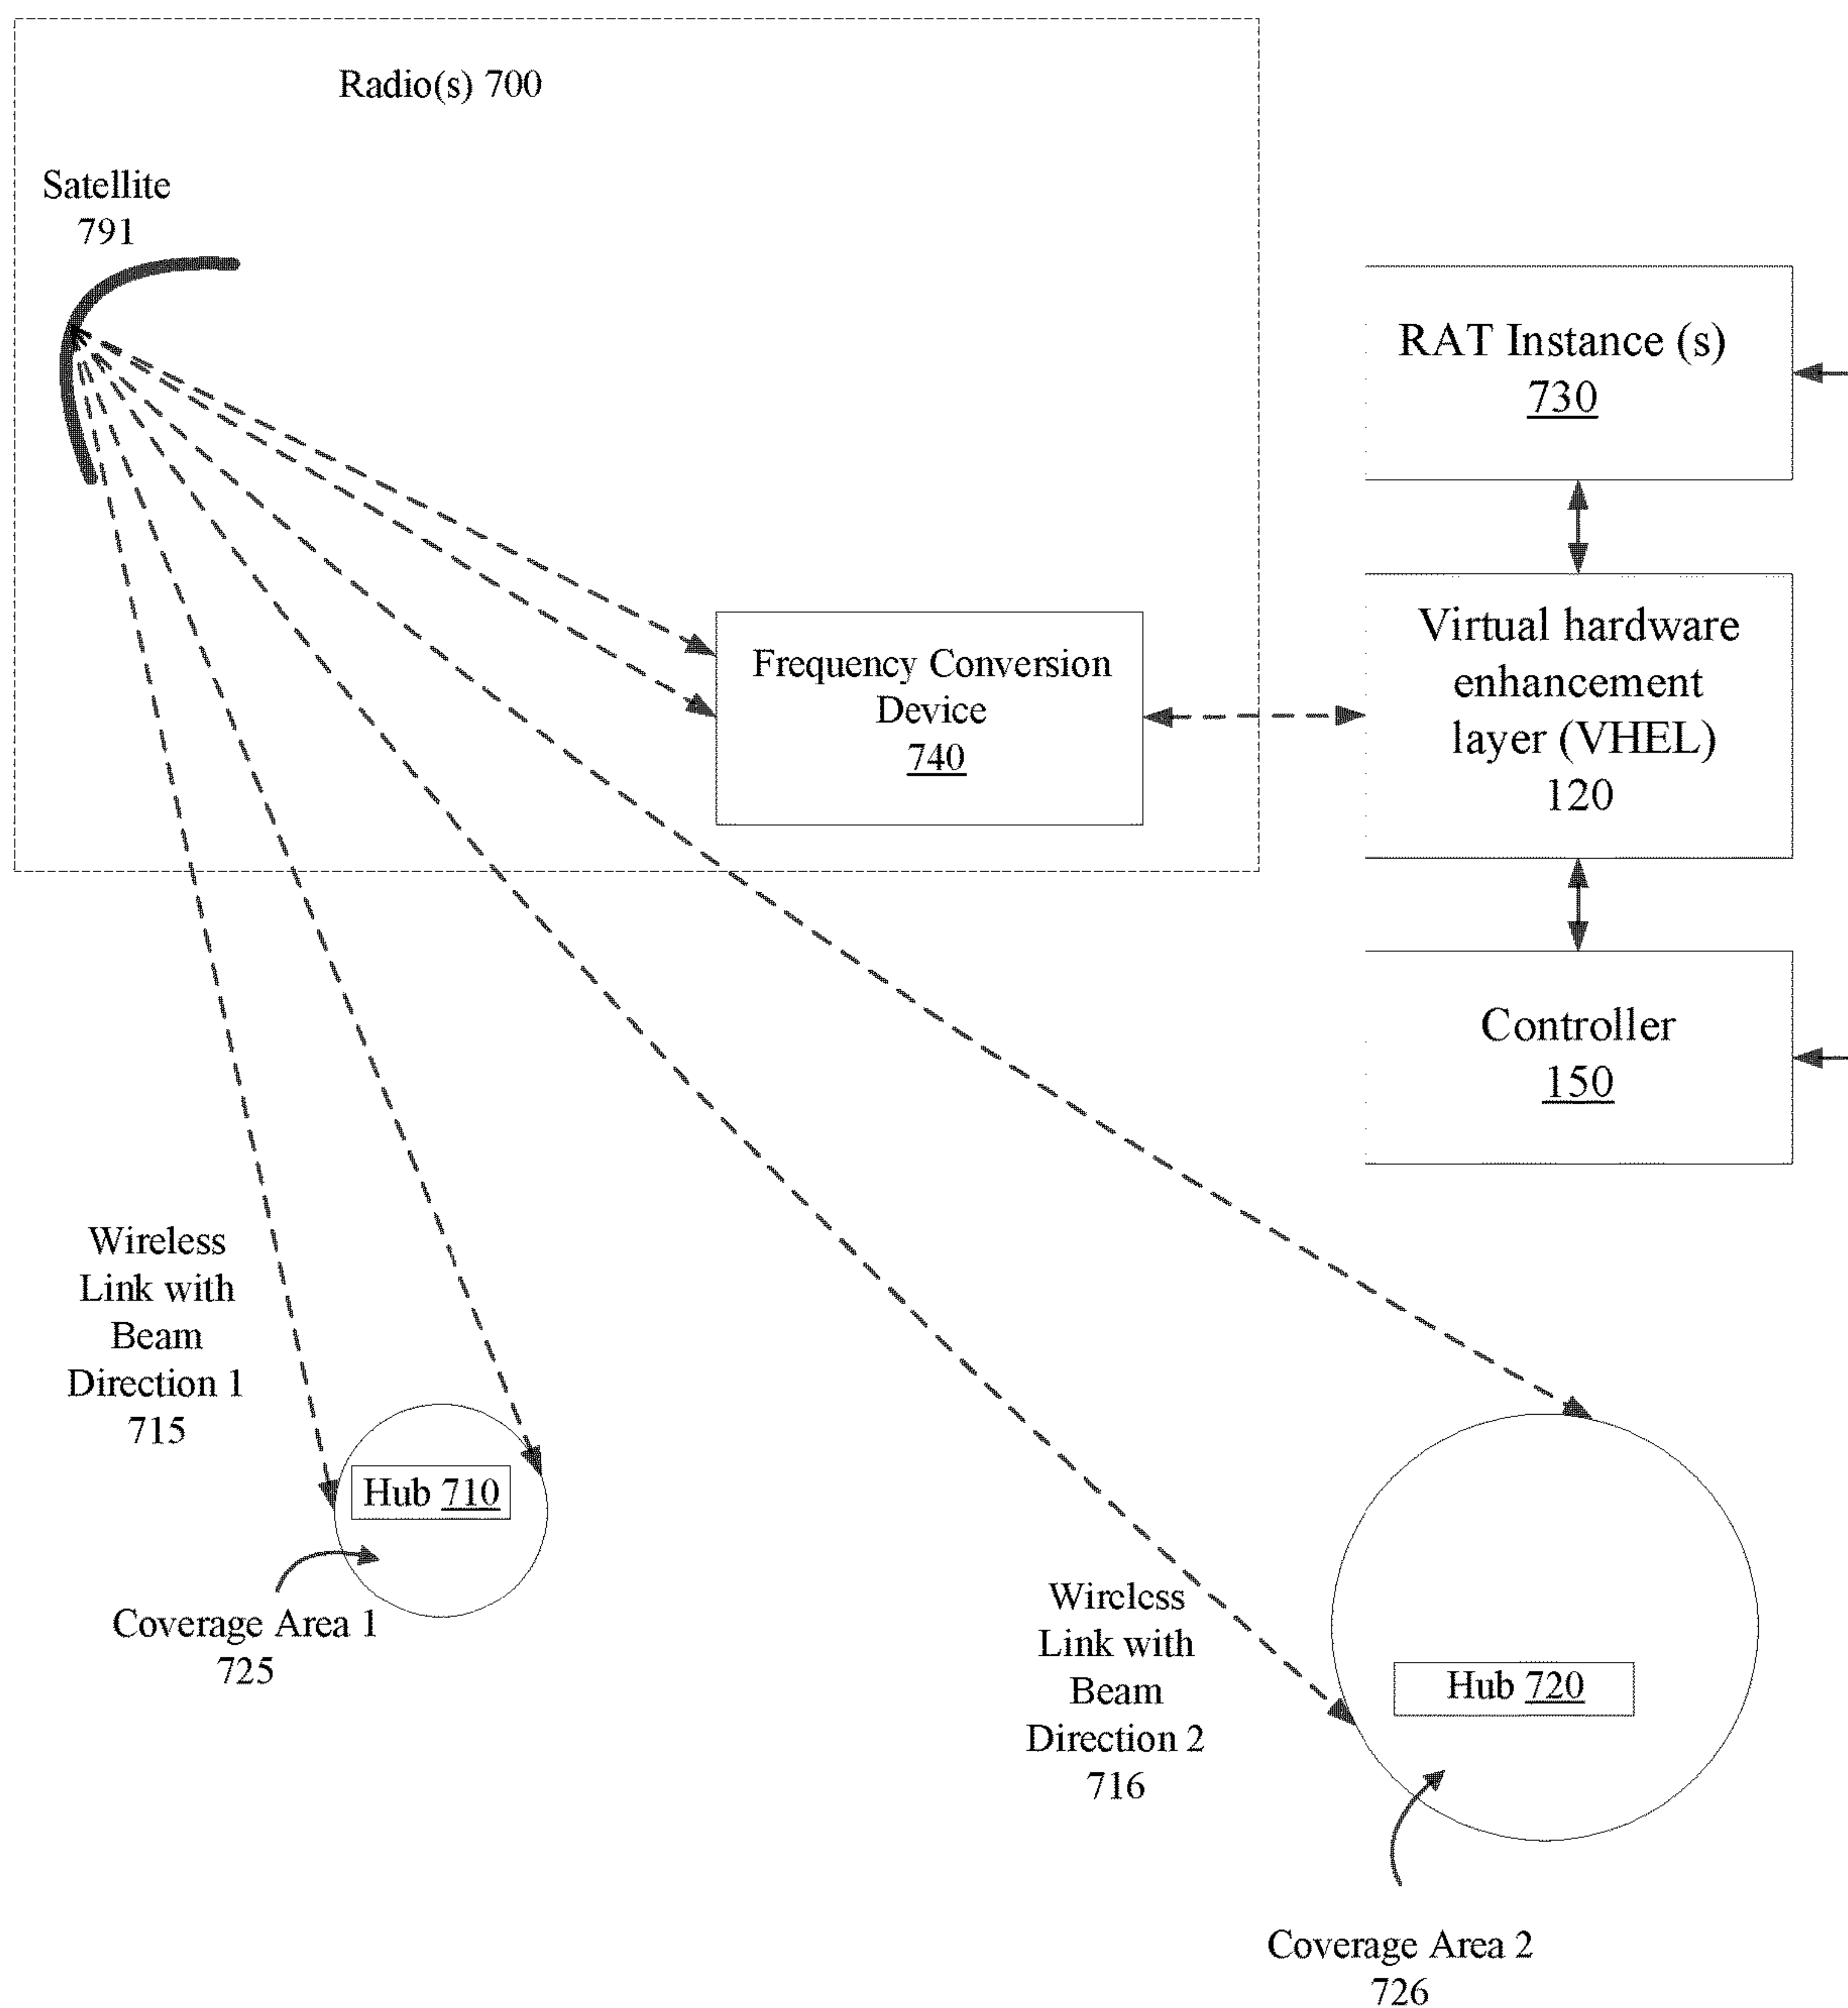 Radio(s) 700
Satellite
791
RAT Instance (s)
730
Frequency Conversion
Device
740
Virtual hardware
enhancement
layer (VHEL)
120
Controller
150
Wireless
Link with
Beam
Direction 1
715
Hub 710
Coverage Area 1
725
Wireless
Link with
Beam
Direction 2
716
Hub 720
Coverage Area 2
726